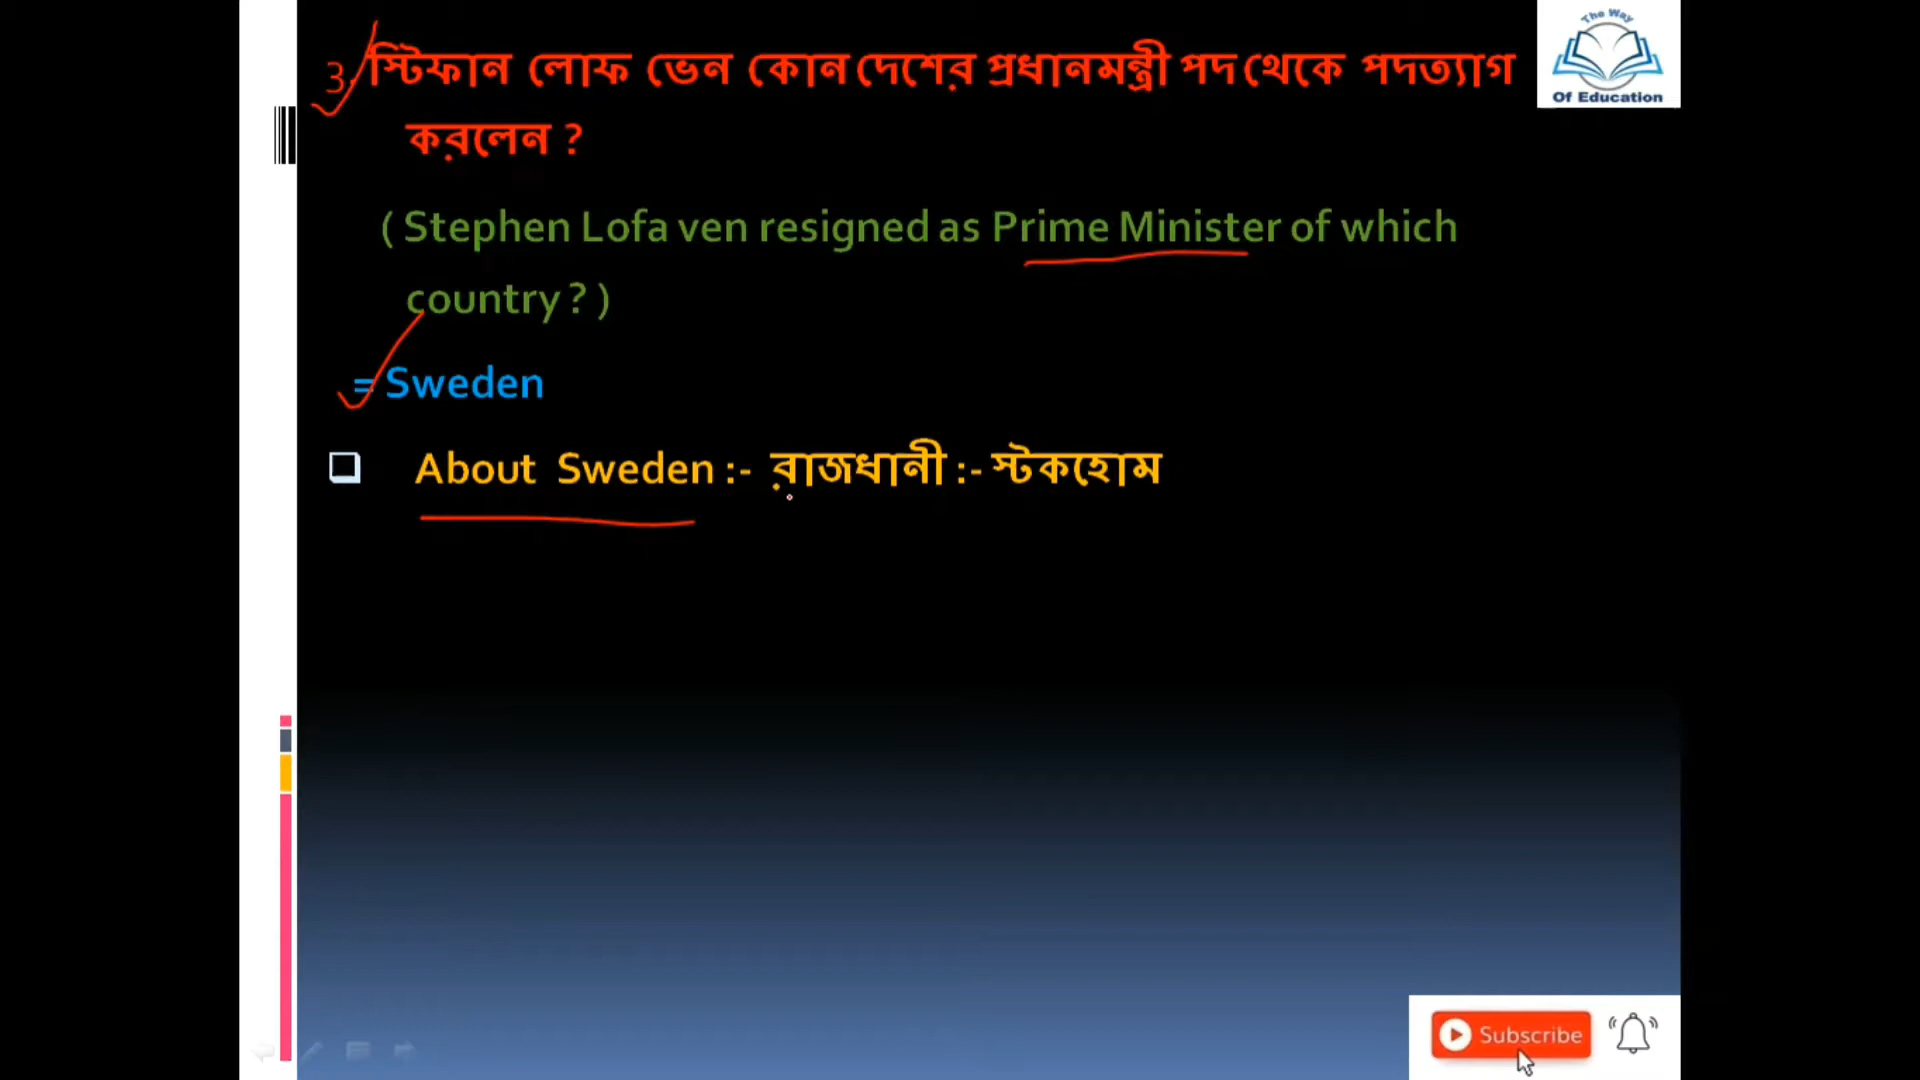 The Way
Of Education
3. স্টিফান লোফ ভেন কোন দেশের প্রধানমন্ত্রী পদ থেকে পদত্যাগ
করলেন ?
( Stephen Lofa ven resigned as Prime Minister of which
country ? )
= Sweden
About Sweden :- রাজধানী :- স্টকহোম
Subscribe